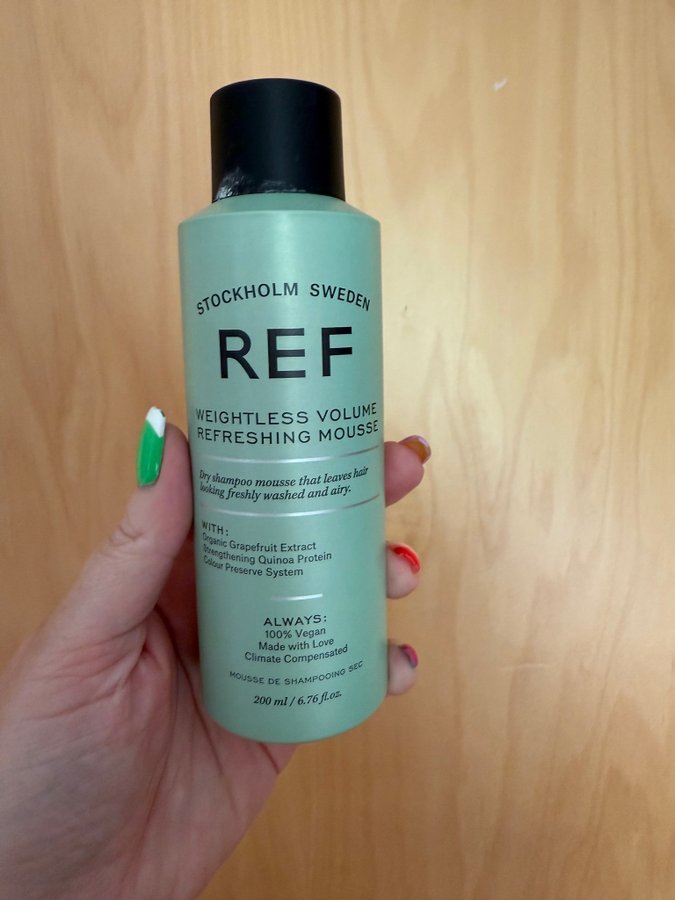 STOCKHOLM SWEDEN
REF
WEIGHTLESS VOLUME
REFRESHING MOUSSE
Dry shampoo mousse that leaves hair
looking freshly washed and airy.
WITH:
Organic Grapefruit Extract
Strengthening Quinoa Protein
Colour Preserve System
ALWAYS:
100% Vegan
Made with Love
Climate Compensated
MOUSSE DE SHAMPOOING SEC
200 ml / 6.76 fl.oz.